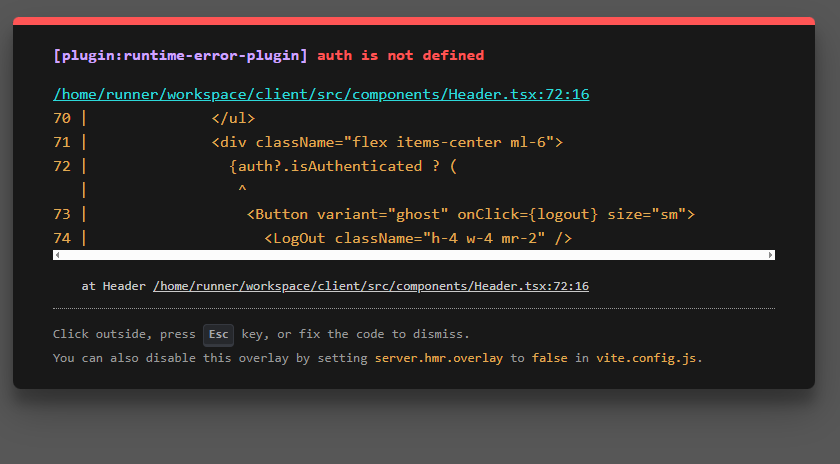 [plugin:runtime-error-plugin] auth is not defined
/home/runner/workspace/client/src/components/Header.tsx:72:16
70 |              </ul>
71 |              <div className="flex items-center ml-6">
72 |                {auth?.isAuthenticated ? (
   |                 ^
73 |                  <Button variant="ghost" onClick={logout} size="sm">
74 |                    <LogOut className="h-4 w-4 mr-2" />
at Header /home/runner/workspace/client/src/components/Header.tsx:72:16
Click outside, press Esc key, or fix the code to dismiss.
You can also disable this overlay by setting server.hmr.overlay to false in vite.config.js.